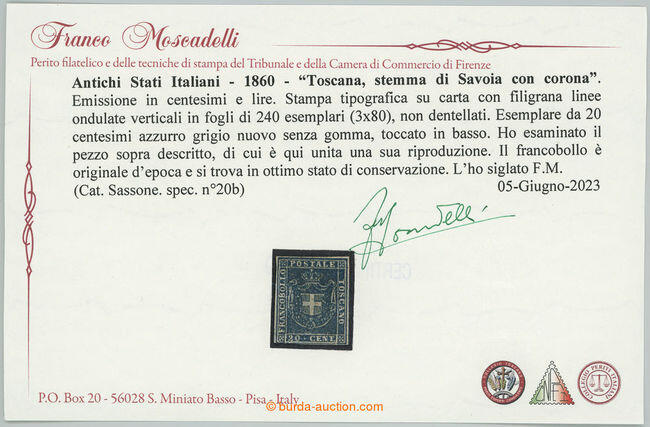 Franco Moscadelli
Perito filatelico e delle tecniche di stampa del Tribunale e della Camera di Commercio di Firenze
Antichi Stati Italiani - 1860 - “Toscana, stemma di Savoia con corona”.
Emissione in centesimi e lire. Stampa tipografica su carta con filigrana linee
ondulate verticali in fogli di 240 esemplari (3x80), non dentellati. Esemplare da 20
centesimi azzurro grigio nuovo senza gomma, toccato in basso. Ho esaminato il
pezzo sopra descritto, di cui è qui unita una sua riproduzione. Il francobollo è
originale d’epoca e si trova in ottimo stato di conservazione. L’ho siglato F.M.
(Cat. Sassone. spec. n°20b) 05-Giugno-2023
FRANCOBOLLO
POSTALE
TOSCANO
20 CENT.
P.O. Box 20 - 56028 S. Miniato Basso - Pisa - Italy
COLLEGIO PERITI ITALIANI
© burda-auction.com